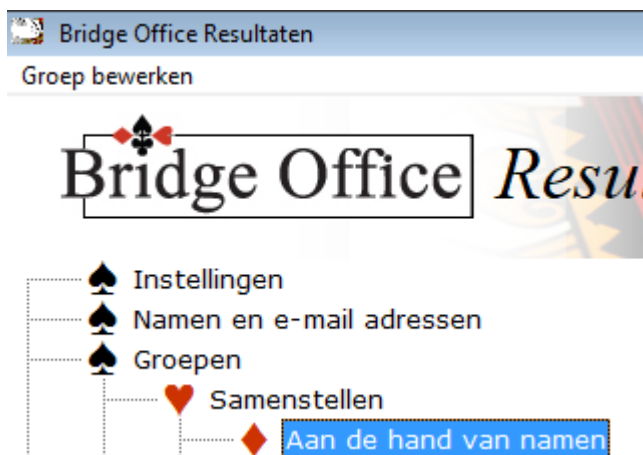 Bridge Office Resultaten
Groep bewerken
Bridge Office Resu
Instellingen
Namen en e-mail adressen
Groepen
Samenstellen
Aan de hand van namen